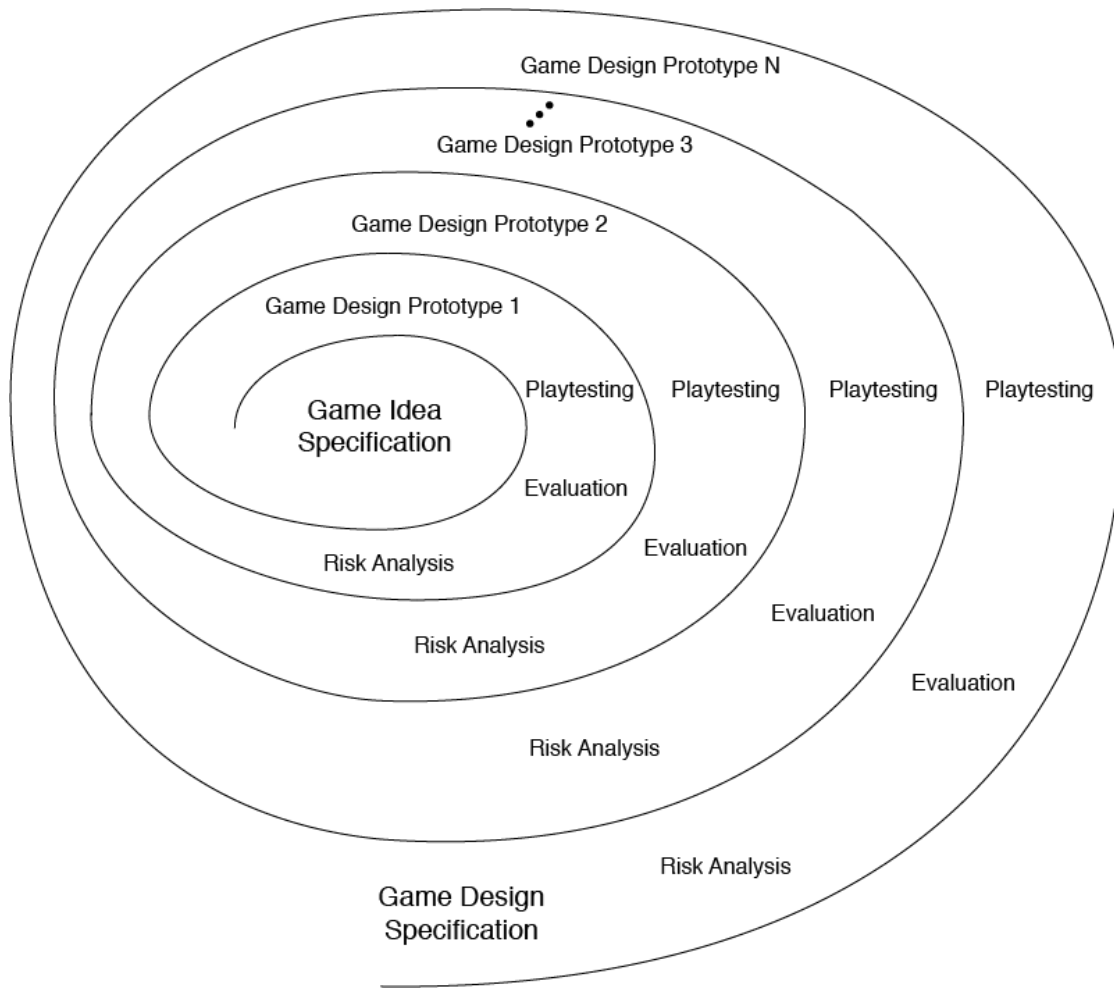 Game Design Prototype N
Game Design Prototype 3
Game Design Prototype 2
Game Design Prototype 1
Game Idea
Specification
Playtesting
Playtesting
Playtesting
Playtesting
Evaluation
Evaluation
Evaluation
Evaluation
Risk Analysis
Risk Analysis
Risk Analysis
Risk Analysis
Game Design
Specification